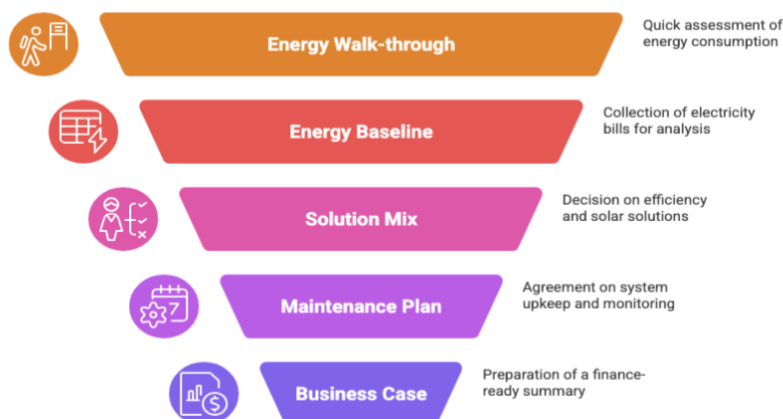 Energy Walk-through
Quick assessment of
energy consumption
Energy Baseline
Collection of electricity
bills for analysis
Solution Mix
Decision on efficiency
and solar solutions
7
Maintenance Plan
Agreement on system
upkeep and monitoring
$
Business Case
Preparation of a finance-
ready summary